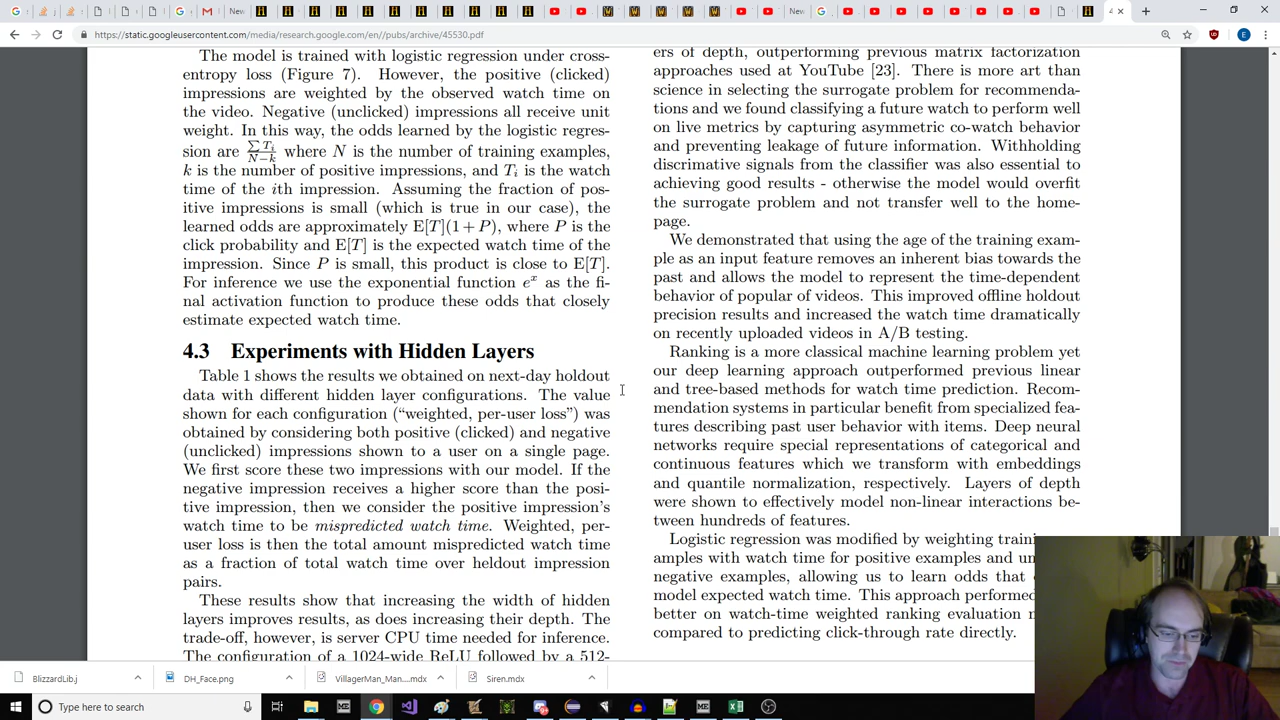 New
New
4
https://static.googleusercontent.com/media/research.google.com/en//pubs/archive/45530.pdf
E
The model is trained with logistic regression under cross-
entropy loss (Figure 7). However, the positive (clicked)
impressions are weighted by the observed watch time on
the video. Negative (unclicked) impressions all receive unit
weight. In this way, the odds learned by the logistic regres-
sion are ∑Ti/N−k where N is the number of training examples,
k is the number of positive impressions, and Ti is the watch
time of the ith impression. Assuming the fraction of pos-
itive impressions is small (which is true in our case), the
learned odds are approximately E[T](1 + P), where P is the
click probability and E[T] is the expected watch time of the
impression. Since P is small, this product is close to E[T].
For inference we use the exponential function e^x as the fi-
nal activation function to produce these odds that closely
estimate expected watch time.
4.3 Experiments with Hidden Layers
Table 1 shows the results we obtained on next-day holdout
data with different hidden layer configurations. The value
shown for each configuration (“weighted, per-user loss”) was
obtained by considering both positive (clicked) and negative
(unclicked) impressions shown to a user on a single page.
We first score these two impressions with our model. If the
negative impression receives a higher score than the posi-
tive impression, then we consider the positive impression’s
watch time to be mispredicted watch time. Weighted, per-
user loss is then the total amount mispredicted watch time
as a fraction of total watch time over heldout impression
pairs.
These results show that increasing the width of hidden
layers improves results, as does increasing their depth. The
trade-off, however, is server CPU time needed for inference.
The configuration of a 1024-wide ReLU followed by a 512-
ers of depth, outperforming previous matrix factorization
approaches used at YouTube [23]. There is more art than
science in selecting the surrogate problem for recommenda-
tions and we found classifying a future watch to perform well
on live metrics by capturing asymmetric co-watch behavior
and preventing leakage of future information. Withholding
discrimative signals from the classifier was also essential to
achieving good results - otherwise the model would overfit
the surrogate problem and not transfer well to the home-
page.
We demonstrated that using the age of the training exam-
ple as an input feature removes an inherent bias towards the
past and allows the model to represent the time-dependent
behavior of popular of videos. This improved offline holdout
precision results and increased the watch time dramatically
on recently uploaded videos in A/B testing.
Ranking is a more classical machine learning problem yet
our deep learning approach outperformed previous linear
and tree-based methods for watch time prediction. Recom-
mendation systems in particular benefit from specialized fea-
tures describing past user behavior with items. Deep neural
networks require special representations of categorical and
continuous features which we transform with embeddings
and quantile normalization, respectively. Layers of depth
were shown to effectively model non-linear interactions be-
tween hundreds of features.
Logistic regression was modified by weighting traini
amples with watch time for positive examples and un
negative examples, allowing us to learn odds that
model expected watch time. This approach performed
better on watch-time weighted ranking evaluation
compared to predicting click-through rate directly.
BlizzardLib.j
DH_Face.png
VillagerMan_Man....mdx
Siren.mdx
Type here to search
ME
ME